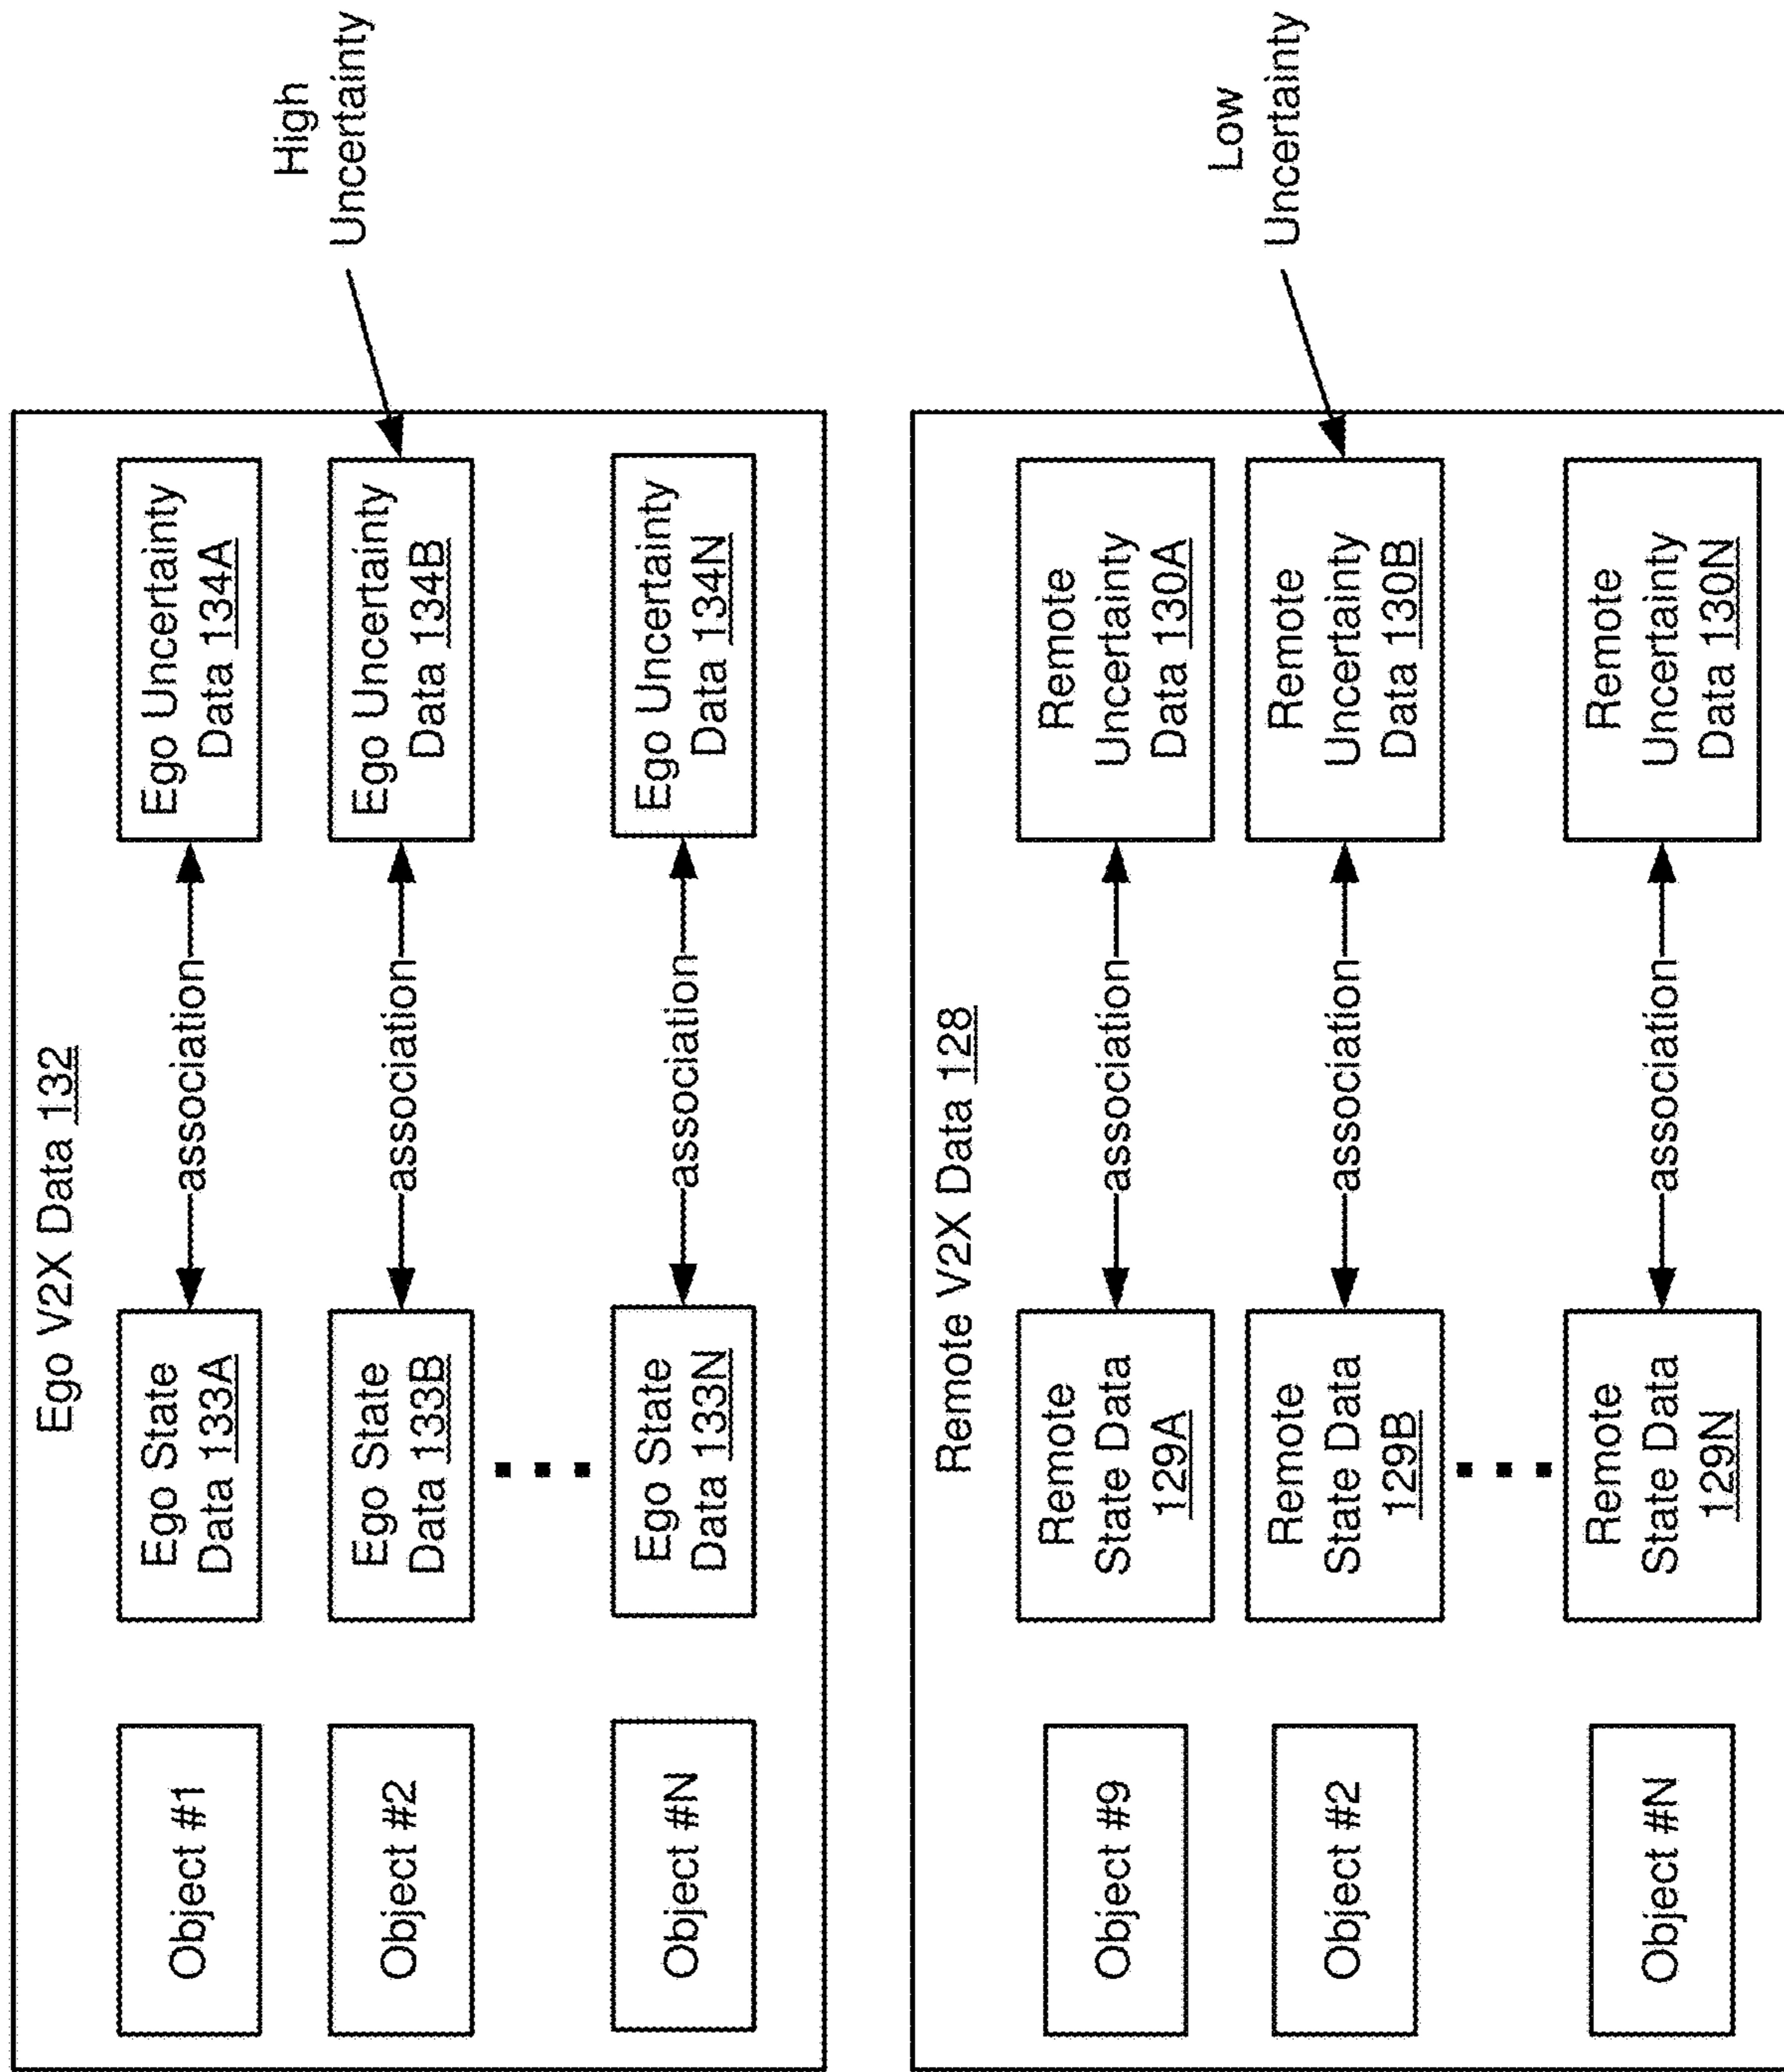 Ego V2X Data 132
Object #1
Ego State
Data 133A
association
Ego Uncertainty
Data 134A
Object #2
Ego State
Data 133B
association
Ego Uncertainty
Data 134B
High
Uncertainty
Object #N
Ego State
Data 133N
association
Ego Uncertainty
Data 134N
Remote V2X Data 128
Object #9
Remote
State Data
129A
association
Remote
Uncertainty
Data 130A
Object #2
Remote
State Data
129B
association
Remote
Uncertainty
Data 130B
Low
Uncertainty
Object #N
Remote
State Data
129N
association
Remote
Uncertainty
Data 130N